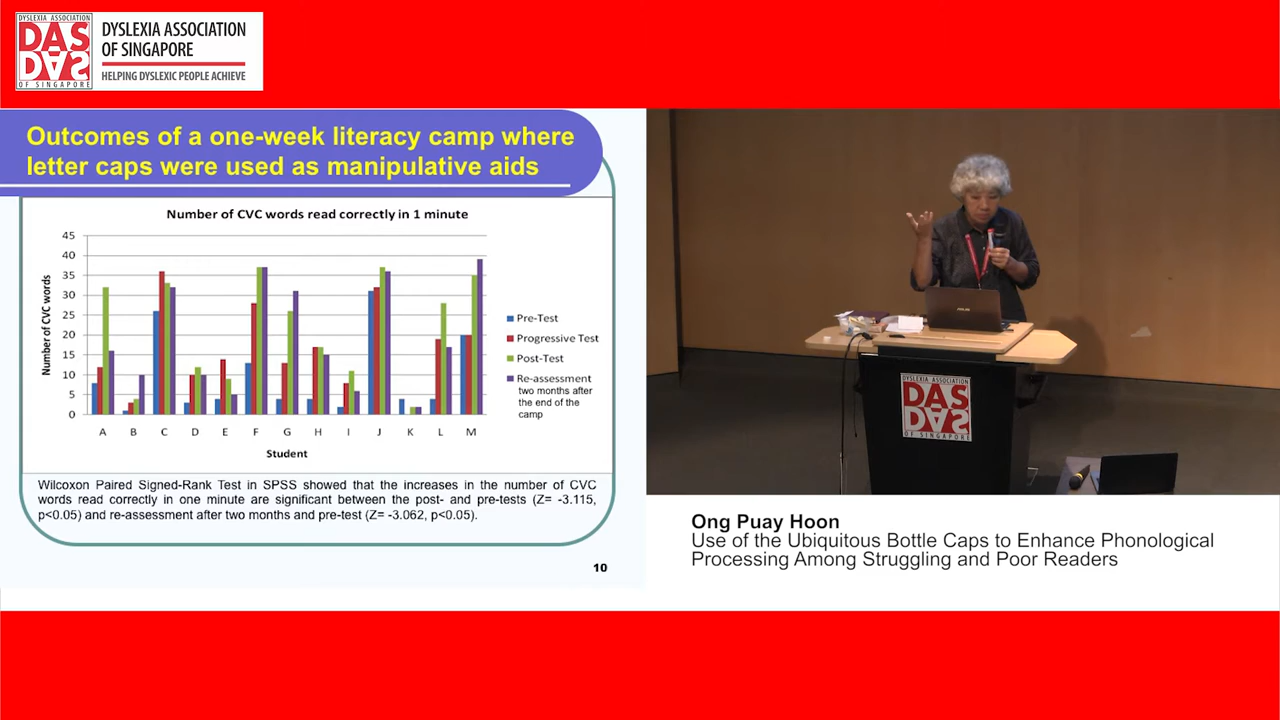 DYSLEXIA ASSOCIATION
DAS
DAS
OF SINGAPORE
DYSLEXIA ASSOCIATION
OF SINGAPORE
HELPING DYSLEXIC PEOPLE ACHIEVE
Outcomes of a one-week literacy camp where
letter caps were used as manipulative aids
Number of CVC words read correctly in 1 minute
Number of CVC words
45
40
35
30
25
20
15
10
5
0
A B C D E F G H I J K L M
Student
Pre-Test
Progressive Test
Post-Test
Re-assessment
two months after
the end of the
camp
Wilcoxon Paired Signed-Rank Test in SPSS showed that the increases in the number of CVC
words read correctly in one minute are significant between the post- and pre-tests (Z= -3.115,
p<0.05) and re-assessment after two months and pre-test (Z= -3.062, p<0.05).
10
ASUS
DYSLEXIA ASSOCIATION
DAS
DAS
OF SINGAPORE
Ong Puay Hoon
Use of the Ubiquitous Bottle Caps to Enhance Phonological
Processing Among Struggling and Poor Readers